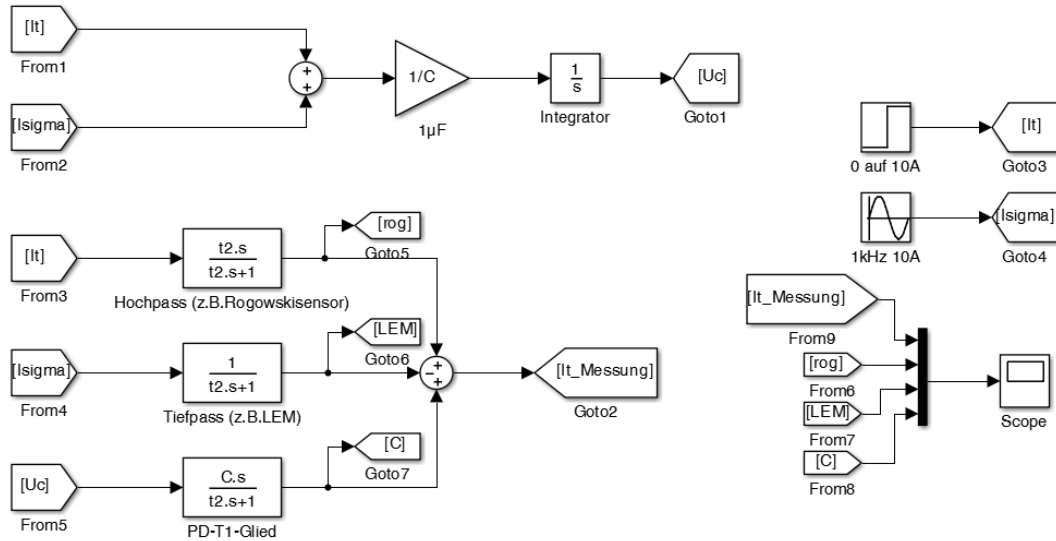 [It]
From1
[Isigma]
From2
+
+
1/C
1µF
1
s
Integrator
[Uc]
Goto1
0 auf 10A
[It]
Goto3
1kHz 10A
[Isigma]
Goto4
[It]
From3
t2.s
t2.s+1
Hochpass (z.B.Rogowskisensor)
[rog]
Goto5
[Isigma]
From4
1
t2.s+1
Tiefpass (z.B.LEM)
[LEM]
Goto6
[Uc]
From5
C.s
t2.s+1
PD-T1-Glied
[C]
Goto7
+
−
+
[It_Messung]
Goto2
[It_Messung]
From9
[rog]
From6
[LEM]
From7
[C]
From8
Scope